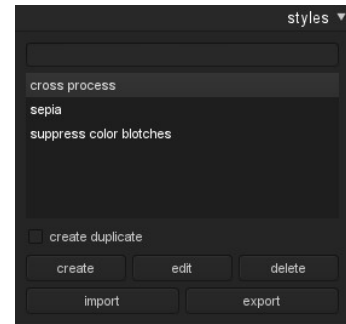 styles
cross process
sepia
suppress color blotches
create duplicate
create edit delete
import export